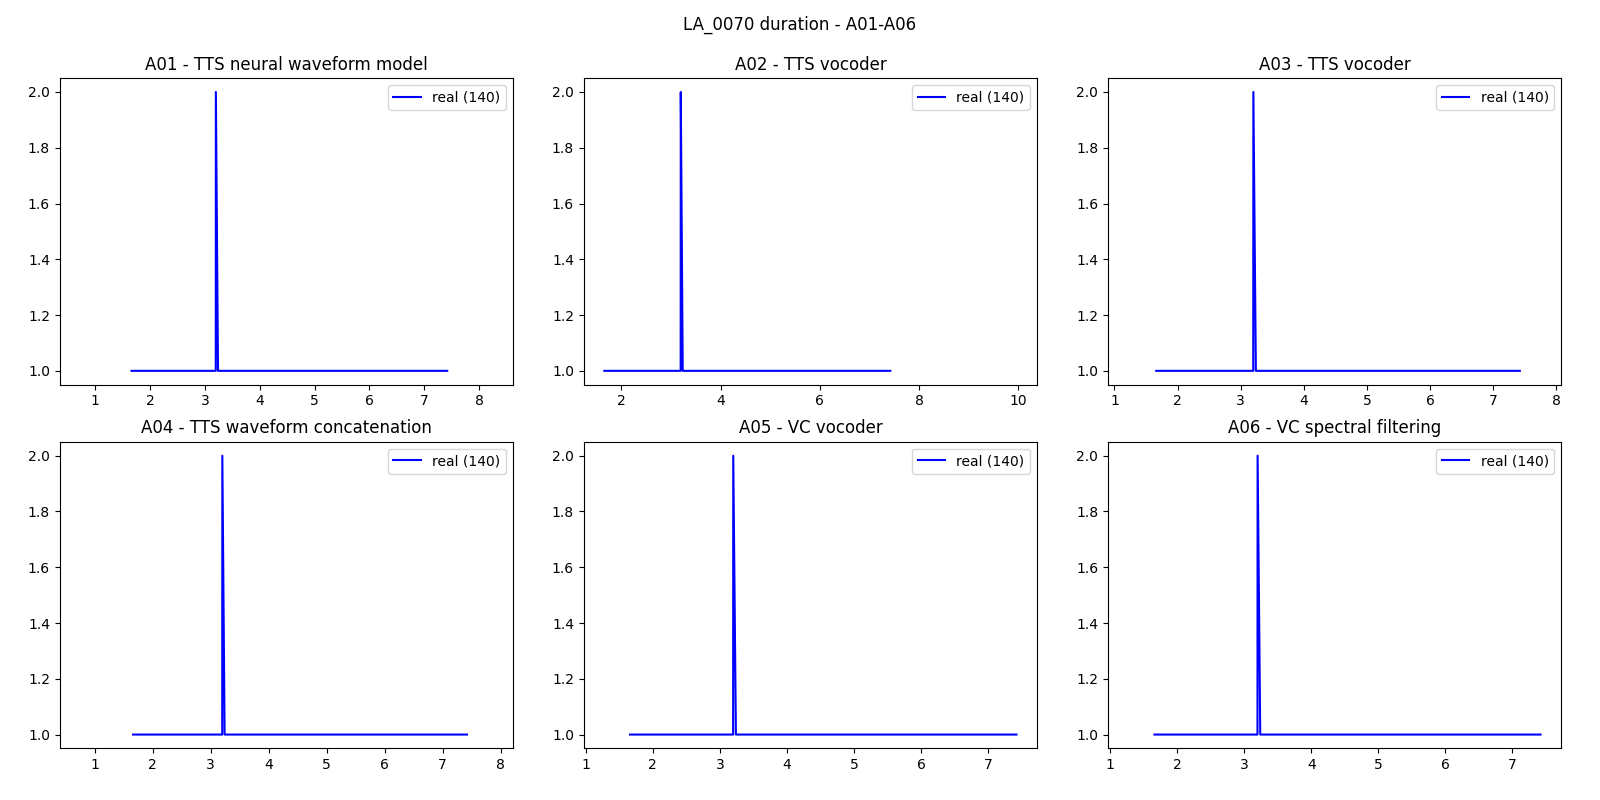 LA_0070 duration - A01-A06
A01 - TTS neural waveform model
real (140)
2.0
1.8
1.6
1.4
1.2
1.0
1 2 3 4 5 6 7 8
A02 - TTS vocoder
real (140)
2.0
1.8
1.6
1.4
1.2
1.0
2 4 6 8 10
A03 - TTS vocoder
real (140)
2.0
1.8
1.6
1.4
1.2
1.0
1 2 3 4 5 6 7 8
A04 - TTS waveform concatenation
real (140)
2.0
1.8
1.6
1.4
1.2
1.0
1 2 3 4 5 6 7 8
A05 - VC vocoder
real (140)
2.0
1.8
1.6
1.4
1.2
1.0
1 2 3 4 5 6 7
A06 - VC spectral filtering
real (140)
2.0
1.8
1.6
1.4
1.2
1.0
1 2 3 4 5 6 7